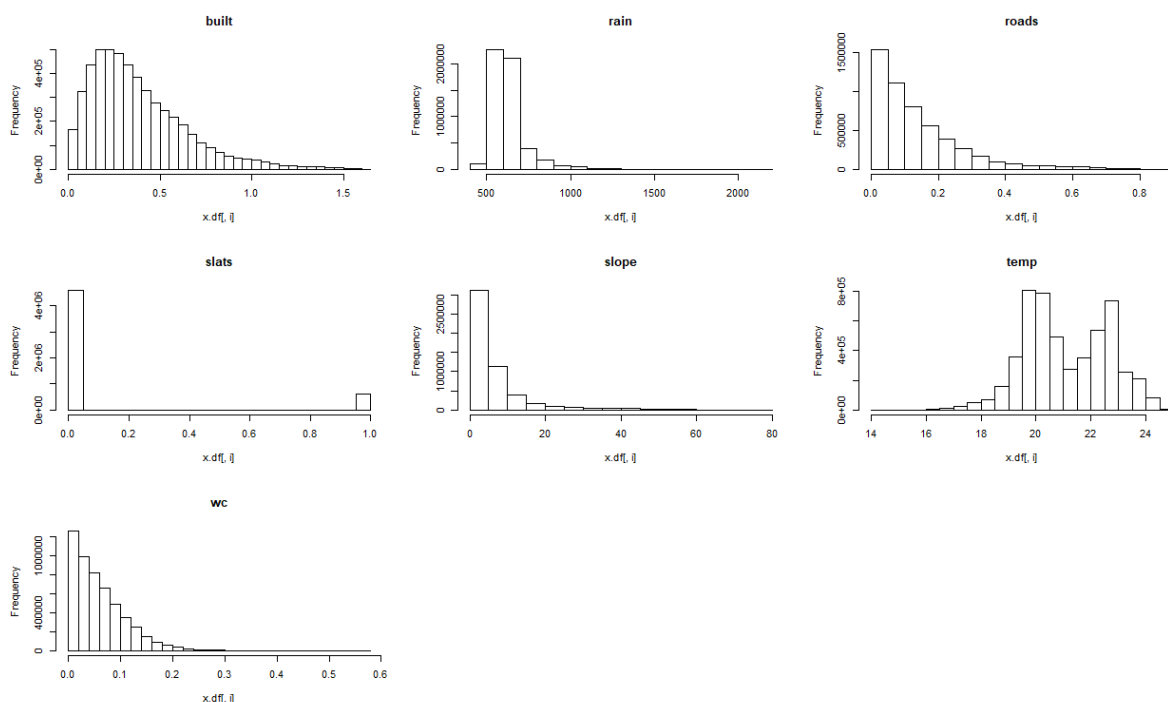 built
Frequency
4e+05
2e+05
0e+00
0.0 0.5 1.0 1.5
x.df[, i]
rain
Frequency
2000000
1000000
0
500 1000 1500 2000
x.df[, i]
roads
Frequency
1500000
500000
0
0.0 0.2 0.4 0.6 0.8
x.df[, i]
slats
Frequency
4e+06
2e+06
0e+00
0.0 0.2 0.4 0.6 0.8 1.0
x.df[, i]
slope
Frequency
2500000
1000000
0
0 20 40 60 80
x.df[, i]
temp
Frequency
8e+05
4e+05
0e+00
14 16 18 20 22 24
x.df[, i]
wc
Frequency
1000000
400000
0
0.0 0.1 0.2 0.3 0.4 0.5 0.6
x.df[, i]